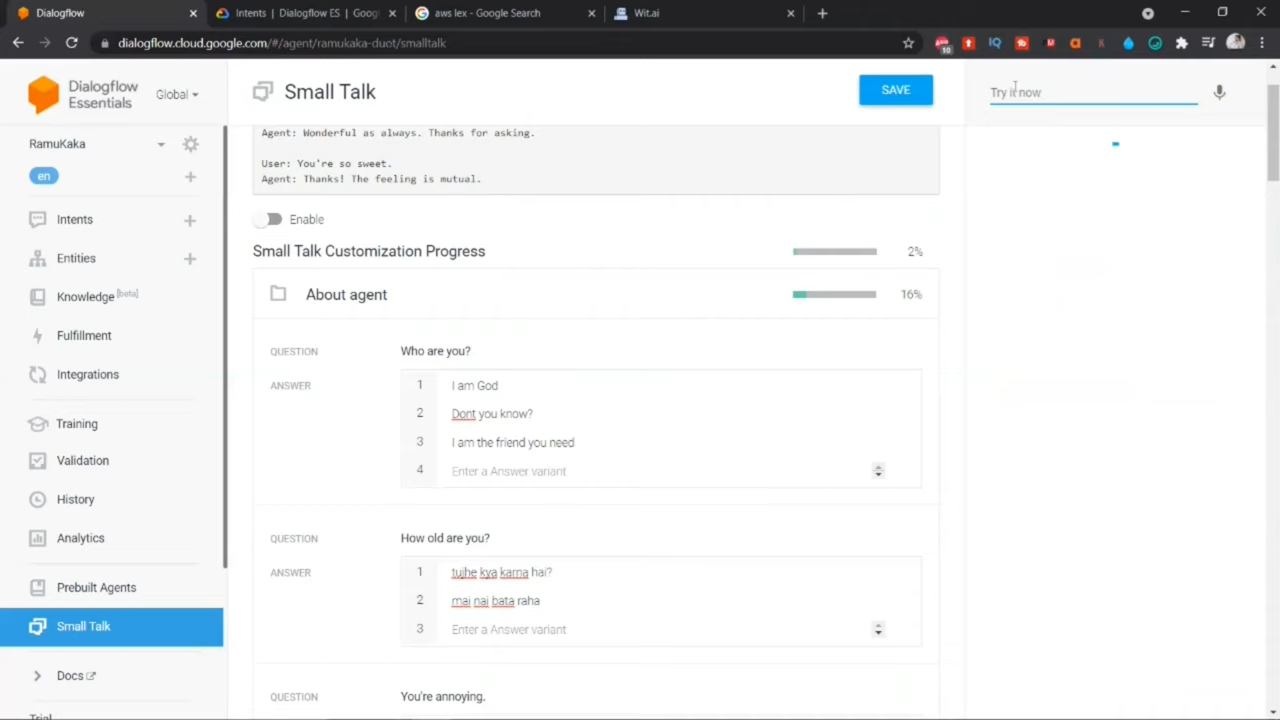 Dialogflow
Intents | Dialogflow ES | Goog
aws lex - Google Search
Wit.ai
dialogflow.cloud.google.com/#/agent/ramukaka-duot/smalltalk
10
Dialogflow
Essentials
Global
Small Talk
SAVE
Try it now
RamuKaka
en
Agent: Wonderful as always. Thanks for asking.
User: You're so sweet.
Agent: Thanks! The feeling is mutual.
Intents
Entities
Knowledge [beta]
Fulfillment
Integrations
Training
Validation
History
Analytics
Prebuilt Agents
Small Talk
Docs
Trial
Enable
Small Talk Customization Progress
2%
About agent
16%
QUESTION
Who are you?
ANSWER
1 I am God
2 Dont you know?
3 I am the friend you need
4 Enter a Answer variant
QUESTION
How old are you?
ANSWER
1 tujhe kya karna hai?
2 mai nai bata raha
3 Enter a Answer variant
QUESTION
You're annoying.